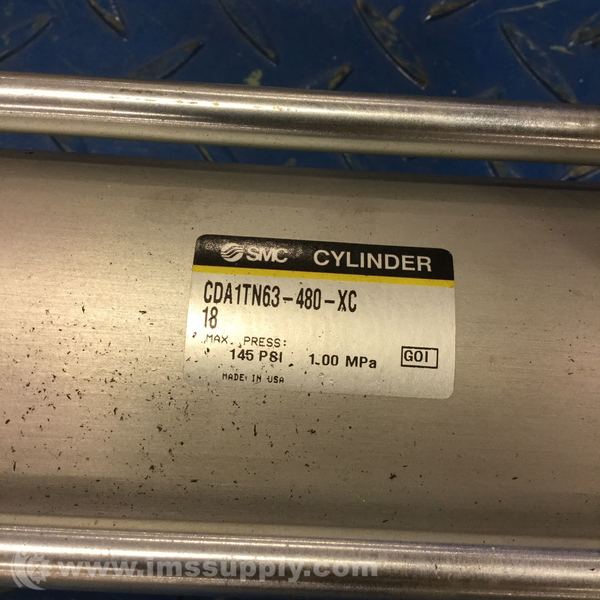 SMC CYLINDER
CDA1TN63-480-XC
18
MAX. PRESS:
145 PSI 1.00 MPa GOI
MADE IN USA
www.imssupply.com